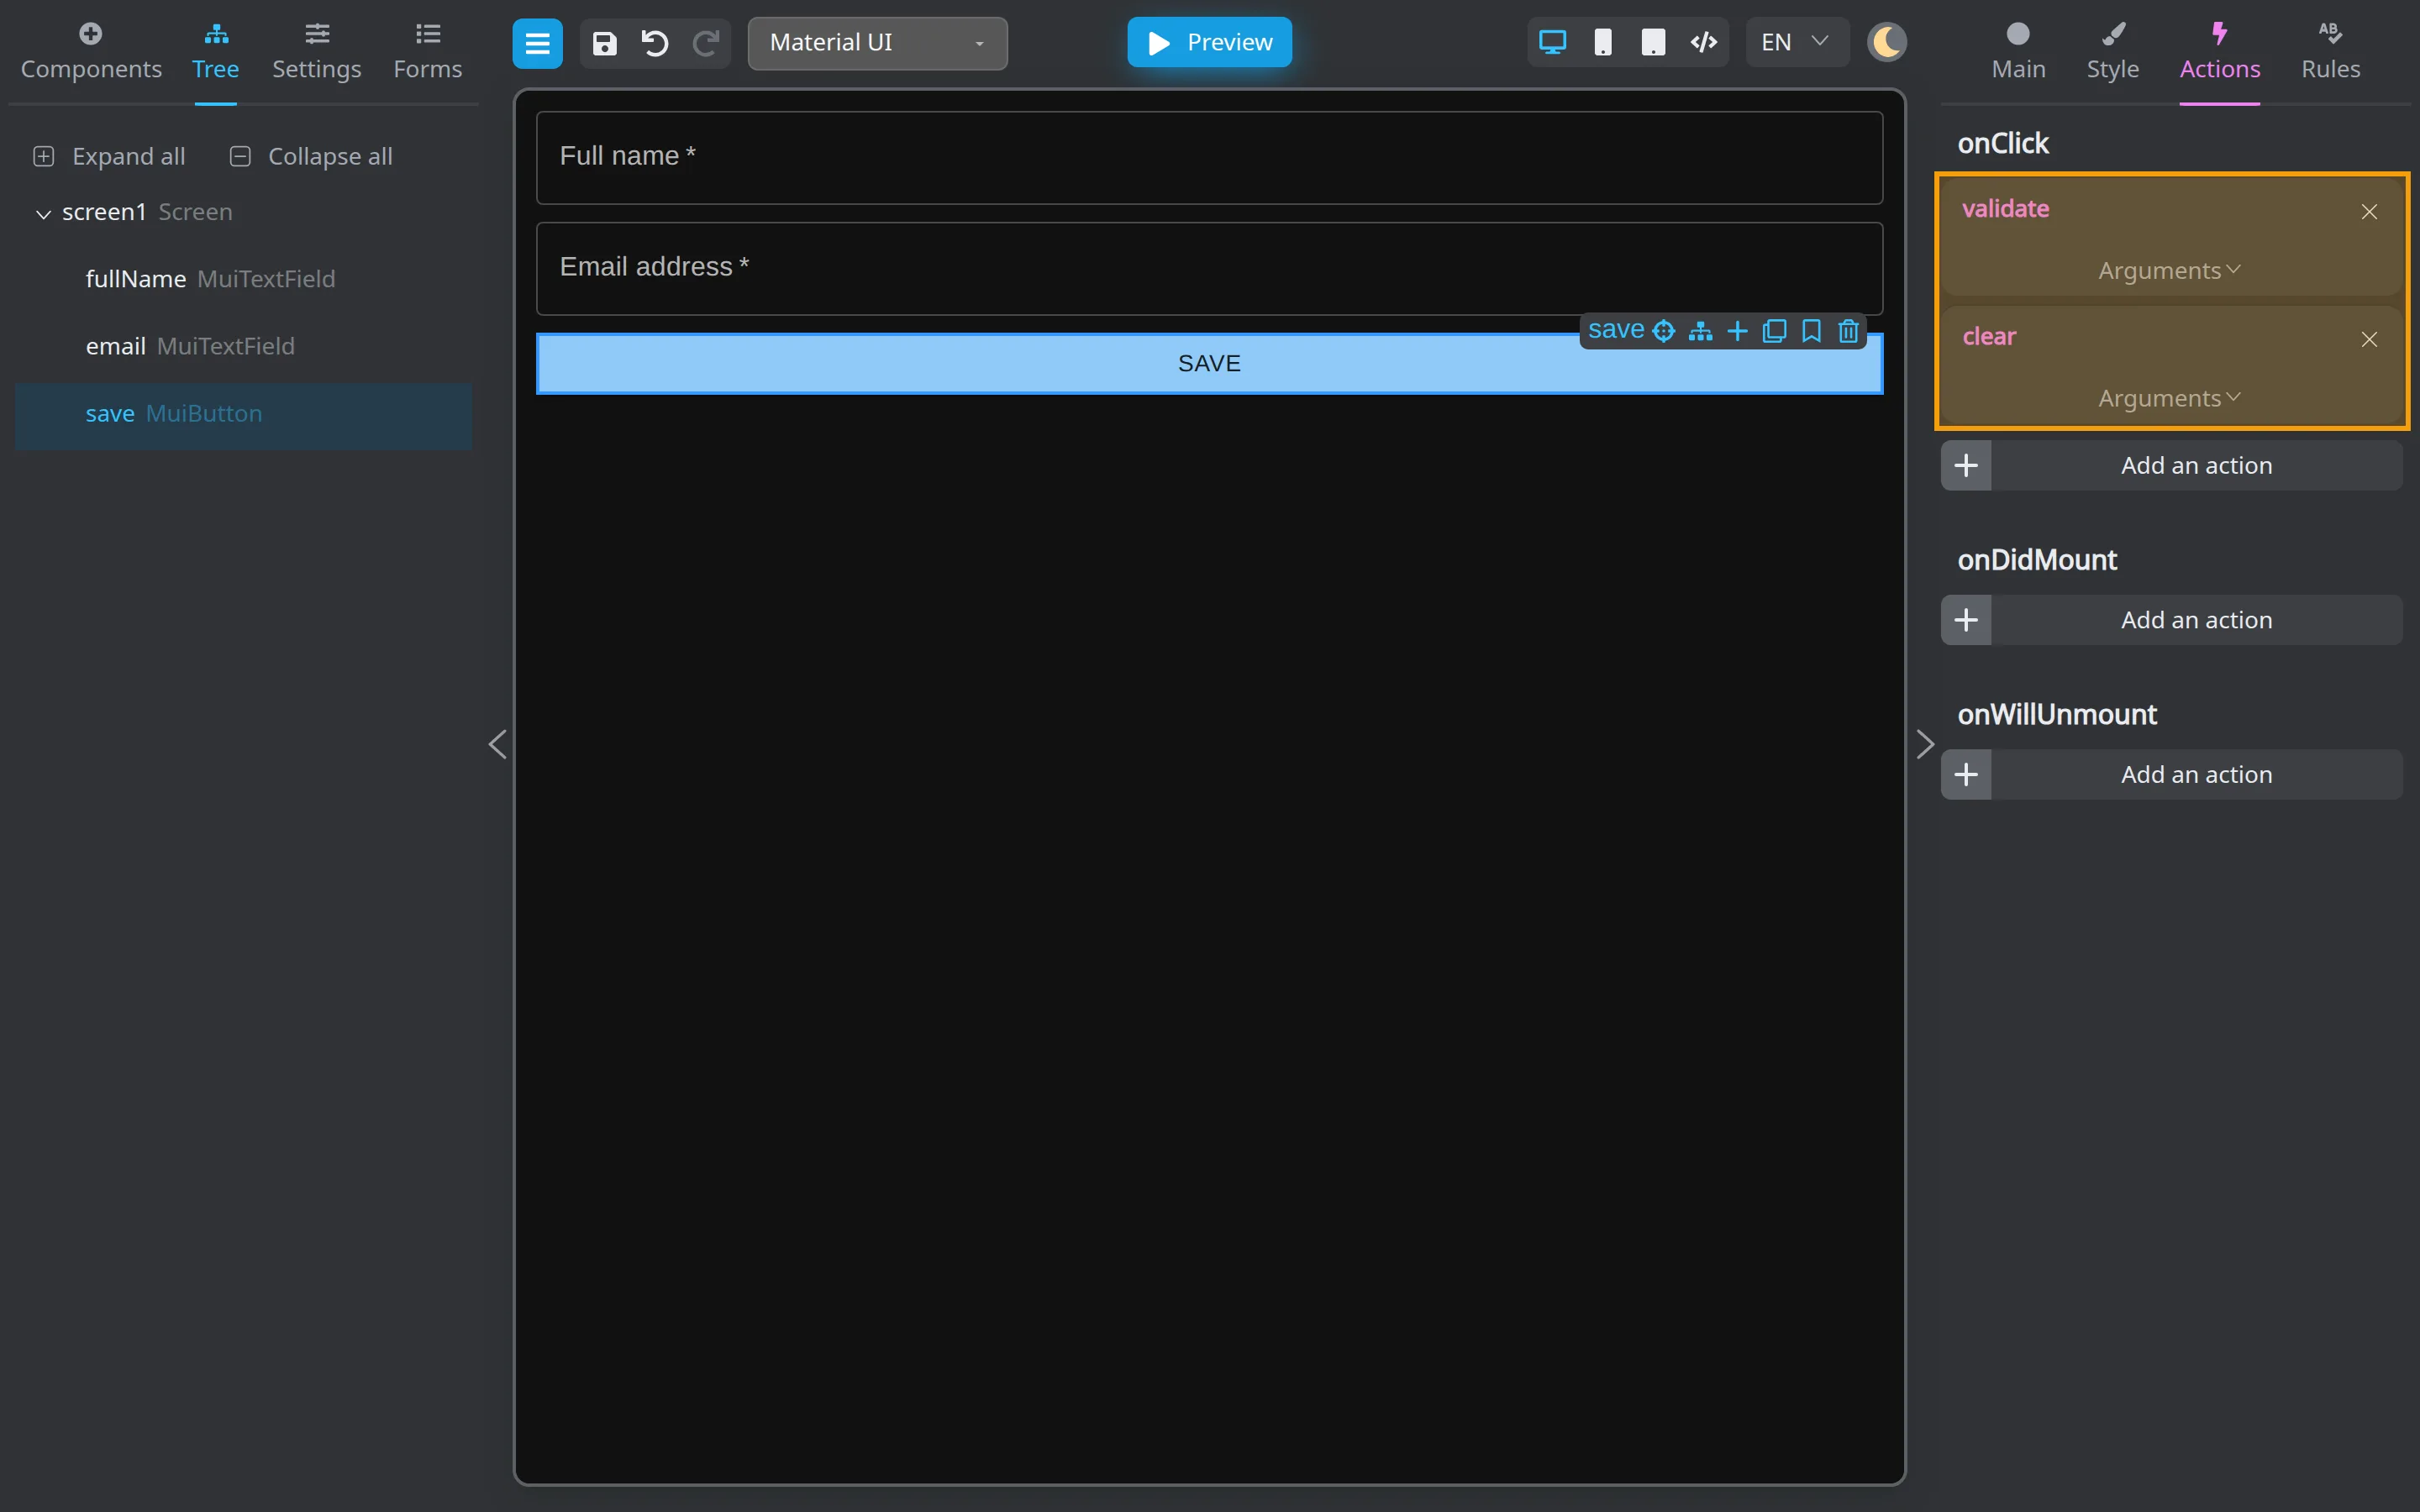 Components Tree Settings Forms
Material UI
Preview
EN
Main Style Actions Rules
Expand all Collapse all
screen1 Screen
fullName MuiTextField
email MuiTextField
save MuiButton
Full name *
Email address *
save
SAVE
onClick
validate
Arguments
clear
Arguments
Add an action
onDidMount
Add an action
onWillUnmount
Add an action